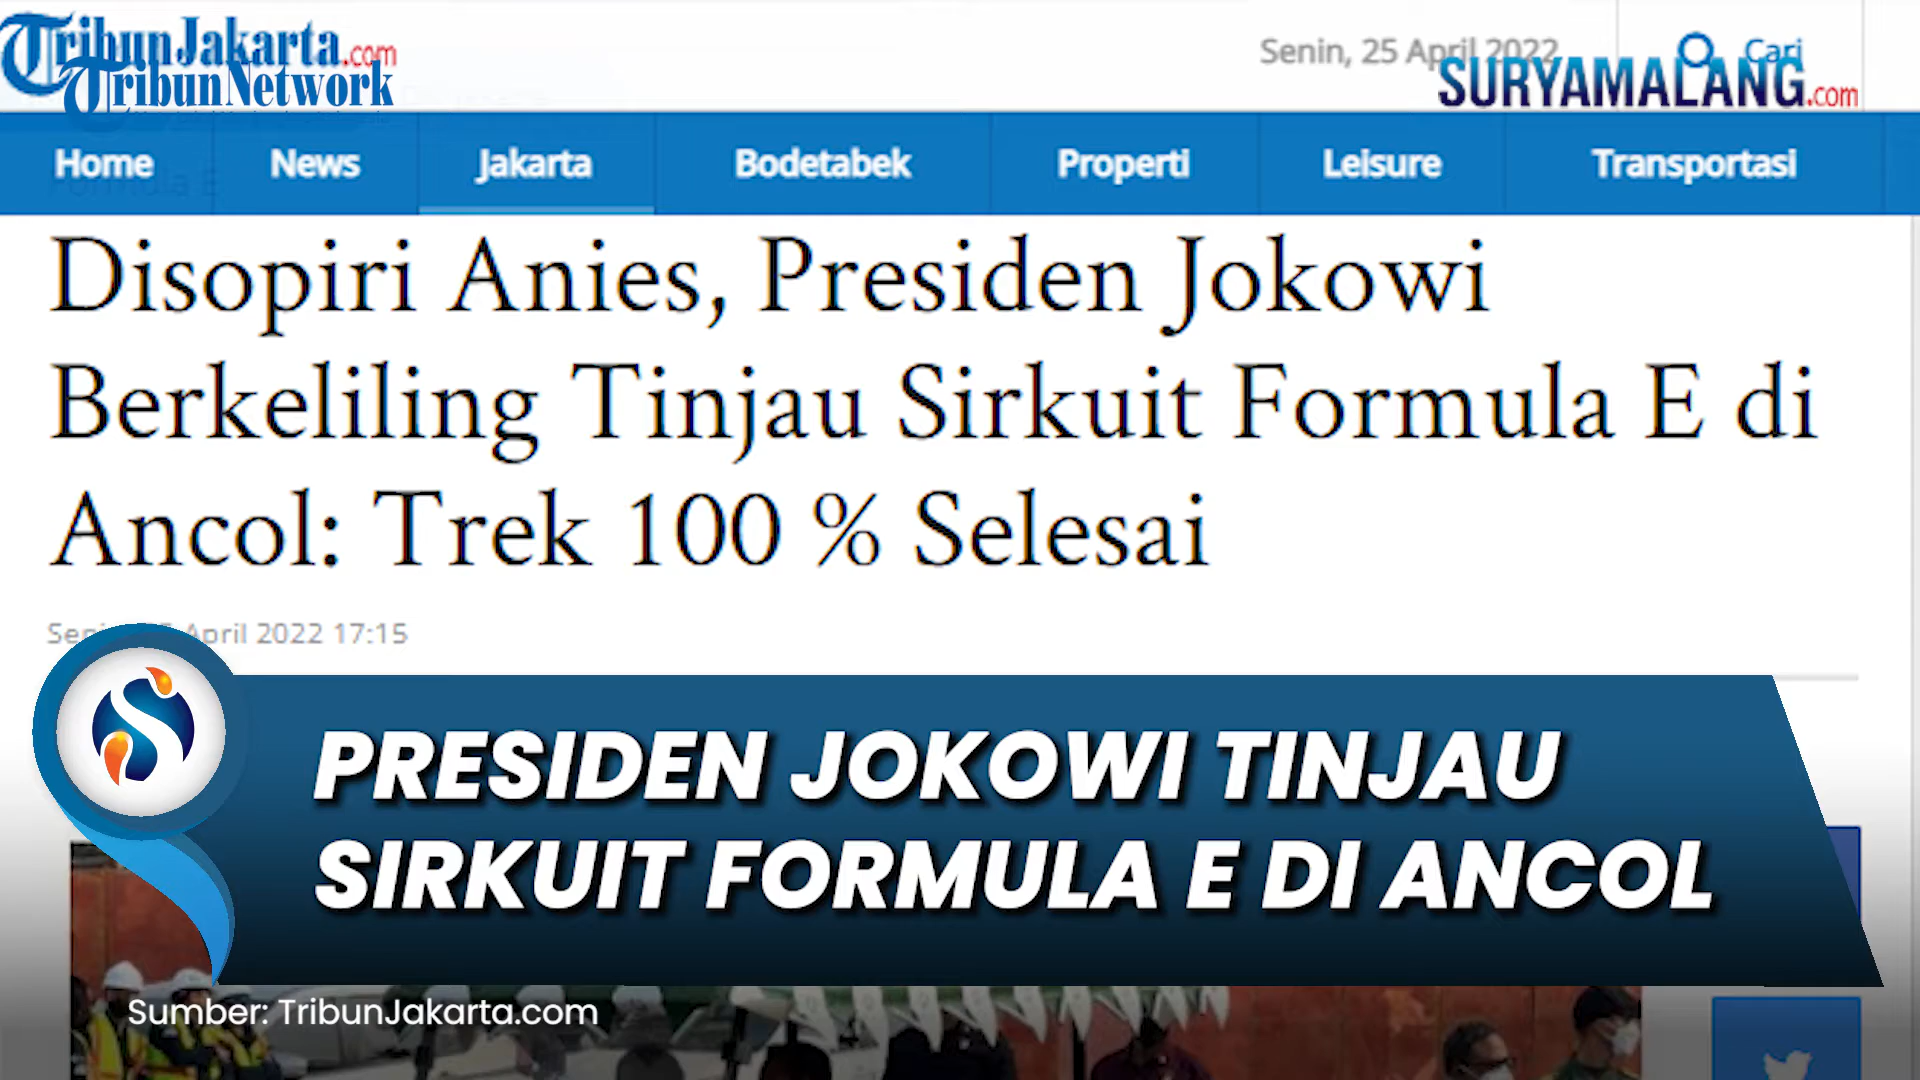 TribunJakarta.com
TribunNetwork
Senin, 25 April 2022
Cari
SURYAMALANG.com
Home News Jakarta Bodetabek Properti Leisure Transportasi
Formula E
Disopiri Anies, Presiden Jokowi
Berkeliling Tinjau Sirkuit Formula E di
Ancol: Trek 100 % Selesai
April 2022 17:15
PRESIDEN JOKOWI TINJAU
SIRKUIT FORMULA E DI ANCOL
Sumber: TribunJakarta.com